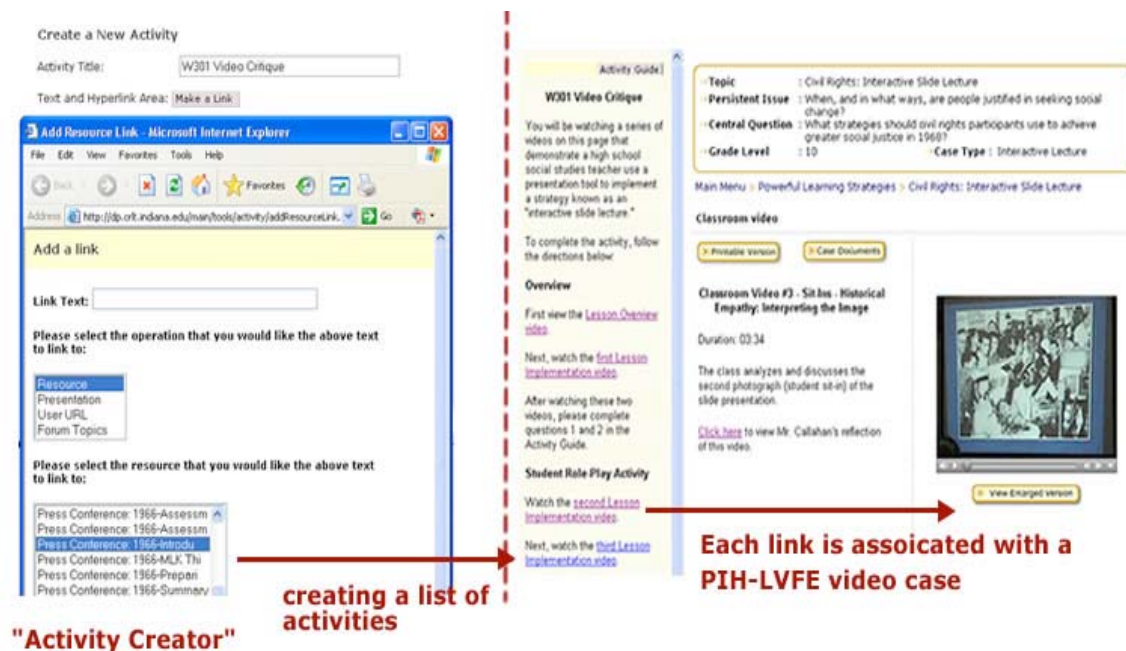 Create a New Activity
Activity Title: W301 Video Critique
Text and Hyperlink Area: Make a Link
Add Resource Link - Microsoft Internet Explorer
File Edit View Favorites Tools Help
Back Favorites
Address http://dp.crlt.indiana.edu/main/tools/activity/addResourceLink. Go
Add a link
Link Text:
Please select the operation that you would like the above text
to link to:
Resource
Presentation
User URL
Forum Topics
Please select the resource that you would like the above text
to link to:
Press Conference: 1966-Assessm
Press Conference: 1966-Assessm
Press Conference: 1966-Introdu
Press Conference: 1966-MLK Thi
Press Conference: 1966-Prepari
Press Conference: 1966-Summary
"Activity Creator"
creating a list of
activities
Activity Guide]
W301 Video Critique
You will be watching a series of
videos on this page that
demonstrate a high school
social studies teacher use a
presentation tool to implement
a strategy known as an
"interactive slide lecture."
To complete the activity, follow
the directions below:
Overview
First view the Lesson Overview
video.
Next, watch the first Lesson
Implementation video.
After watching these two
videos, please complete
questions 1 and 2 in the
Activity Guide.
Student Role Play Activity
Watch the second Lesson
Implementation video.
Next, watch the third Lesson
Implementation video.
Topic : Civil Rights: Interactive Slide Lecture
Persistent Issue : When, and in what ways, are people justified in seeking social
change?
Central Question : What strategies should civil rights participants use to achieve
greater social justice in 1968?
Grade Level : 10 Case Type : Interactive Lecture
Main Menu > Powerful Learning Strategies > Civil Rights: Interactive Slide Lecture
Classroom video
> Printable Version > Case Documents
Classroom Video #3 - Sit Ins - Historical
Empathy: Interpreting the Image
Duration: 03:34
The class analyzes and discusses the
second photograph (student sit-in) of the
slide presentation.
Click here to view Mr. Callahan's reflection
of this video.
> View Enlarged Version
Each link is assoicated with a
PIH-LVFE video case